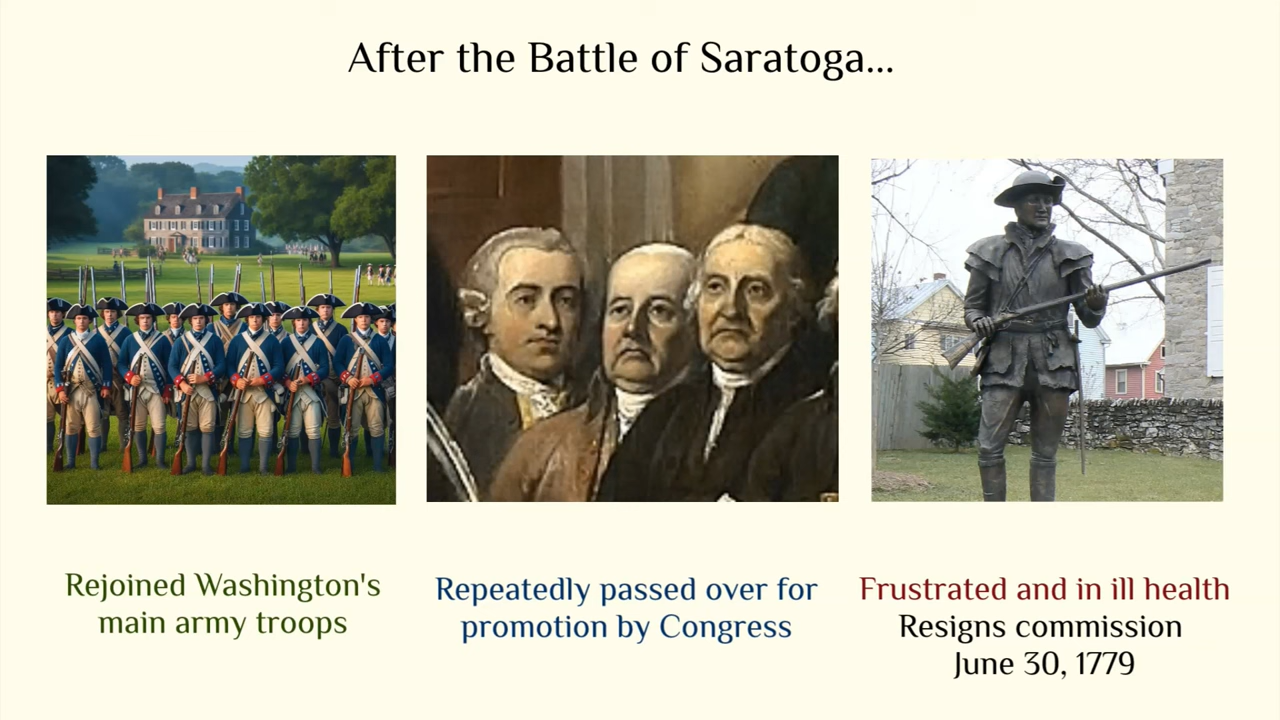 After the Battle of Saratoga...
Rejoined Washington's
main army troops
Repeatedly passed over for
promotion by Congress
Frustrated and in ill health
Resigns commission
June 30, 1779